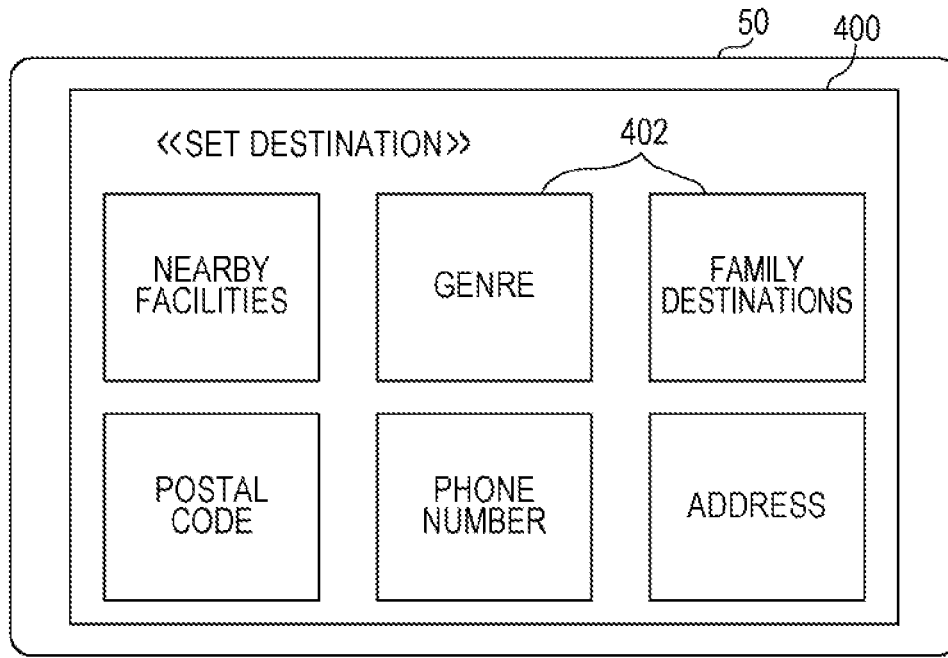 50
400
<<SET DESTINATION>>
402
NEARBY
FACILITIES
GENRE
FAMILY
DESTINATIONS
POSTAL
CODE
PHONE
NUMBER
ADDRESS